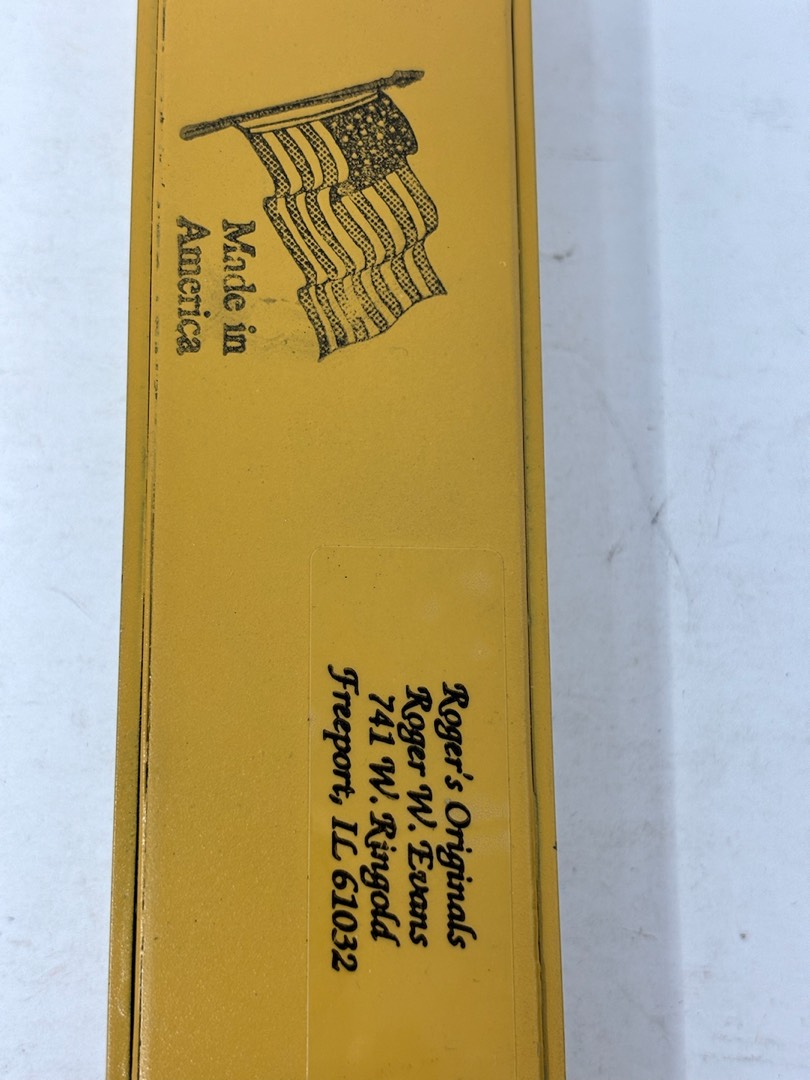 Made in
America
Roger's Originals
Roger W. Evans
741 W. Ringold
Freeport, IL 61032